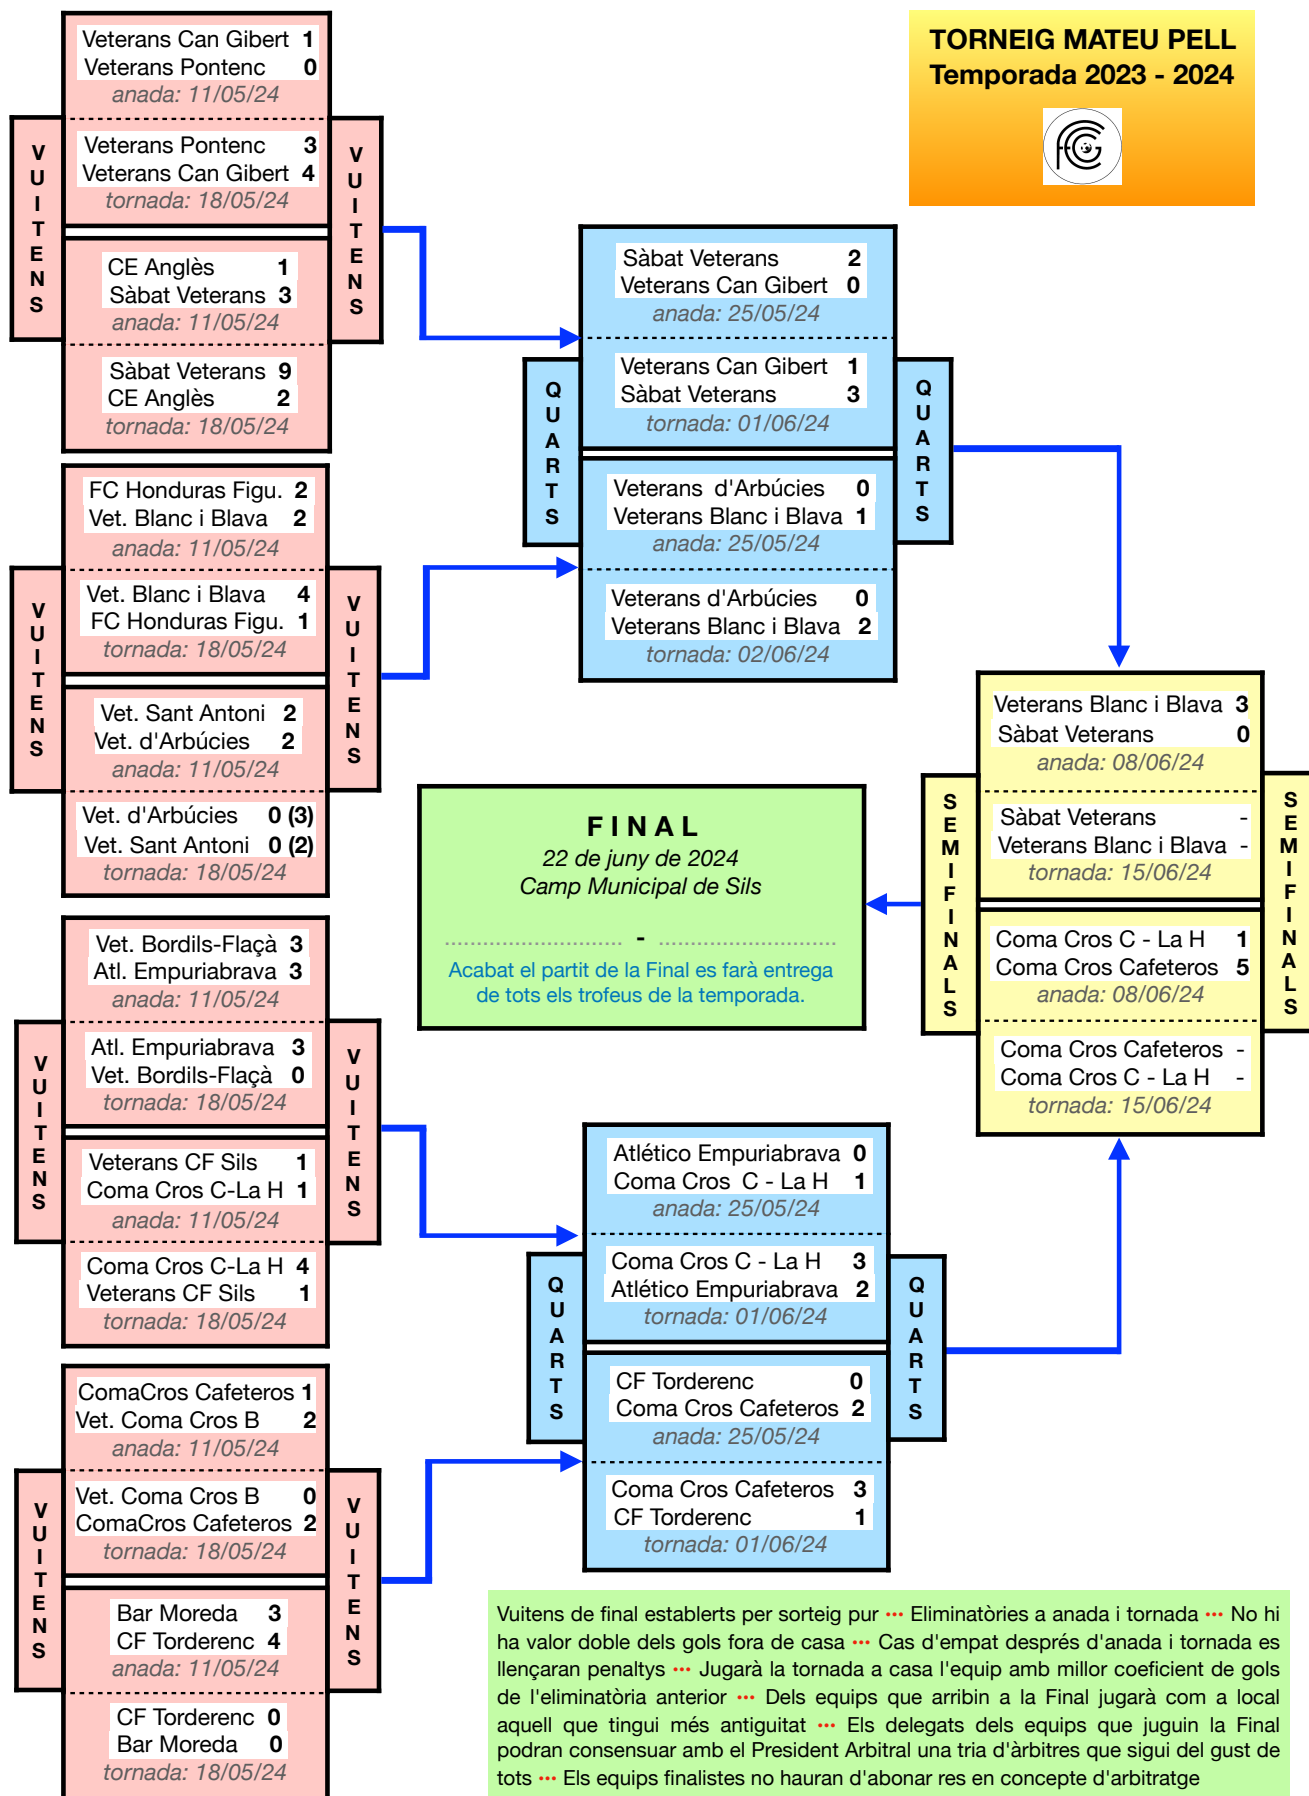 TORNEIG MATEU PELL
Temporada 2023 - 2024
VUITENS
Veterans Can Gibert 1
Veterans Pontenc 0
anada: 11/05/24
Veterans Pontenc 3
Veterans Can Gibert 4
tornada: 18/05/24
CE Anglès 1
Sàbat Veterans 3
anada: 11/05/24
Sàbat Veterans 9
CE Anglès 2
tornada: 18/05/24
VUITENS
VUITENS
FC Honduras Figu. 2
Vet. Blanc i Blava 2
anada: 11/05/24
Vet. Blanc i Blava 4
FC Honduras Figu. 1
tornada: 18/05/24
Vet. Sant Antoni 2
Vet. d'Arbúcies 2
anada: 11/05/24
Vet. d'Arbúcies 0 (3)
Vet. Sant Antoni 0 (2)
tornada: 18/05/24
VUITENS
VUITENS
Vet. Bordils-Flaçà 3
Atl. Empuriabrava 3
anada: 11/05/24
Atl. Empuriabrava 3
Vet. Bordils-Flaçà 0
tornada: 18/05/24
Veterans CF Sils 1
Coma Cros C-La H 1
anada: 11/05/24
Coma Cros C-La H 4
Veterans CF Sils 1
tornada: 18/05/24
VUITENS
VUITENS
ComaCros Cafeteros 1
Vet. Coma Cros B 2
anada: 11/05/24
Vet. Coma Cros B 0
ComaCros Cafeteros 2
tornada: 18/05/24
Bar Moreda 3
CF Torderenc 4
anada: 11/05/24
CF Torderenc 0
Bar Moreda 0
tornada: 18/05/24
VUITENS
QUARTS
Sàbat Veterans 2
Veterans Can Gibert 0
anada: 25/05/24
Veterans Can Gibert 1
Sàbat Veterans 3
tornada: 01/06/24
Veterans d'Arbúcies 0
Veterans Blanc i Blava 1
anada: 25/05/24
Veterans d'Arbúcies 0
Veterans Blanc i Blava 2
tornada: 02/06/24
QUARTS
QUARTS
Atlético Empuriabrava 0
Coma Cros C - La H 1
anada: 25/05/24
Coma Cros C - La H 3
Atlético Empuriabrava 2
tornada: 01/06/24
CF Torderenc 0
Coma Cros Cafeteros 2
anada: 25/05/24
Coma Cros Cafeteros 3
CF Torderenc 1
tornada: 01/06/24
QUARTS
SEMIFINALS
Veterans Blanc i Blava 3
Sàbat Veterans 0
anada: 08/06/24
Sàbat Veterans -
Veterans Blanc i Blava -
tornada: 15/06/24
Coma Cros C - La H 1
Coma Cros Cafeteros 5
anada: 08/06/24
Coma Cros Cafeteros -
Coma Cros C - La H -
tornada: 15/06/24
SEMIFINALS
FINAL
22 de juny de 2024
Camp Municipal de Sils
............................ - ............................
Acabat el partit de la Final es farà entrega
de tots els trofeus de la temporada.
Vuitens de final establerts per sorteig pur ••• Eliminatòries a anada i tornada ••• No hi
ha valor doble dels gols fora de casa ••• Cas d'empat després d'anada i tornada es
llençaran penaltys ••• Jugarà la tornada a casa l'equip amb millor coeficient de gols
de l'eliminatòria anterior ••• Dels equips que arribin a la Final jugarà com a local
aquell que tingui més antiguitat ••• Els delegats dels equips que juguin la Final
podran consensuar amb el President Arbitral una tria d'àrbitres que sigui del gust de
tots ••• Els equips finalistes no hauran d'abonar res en concepte d'arbitratge